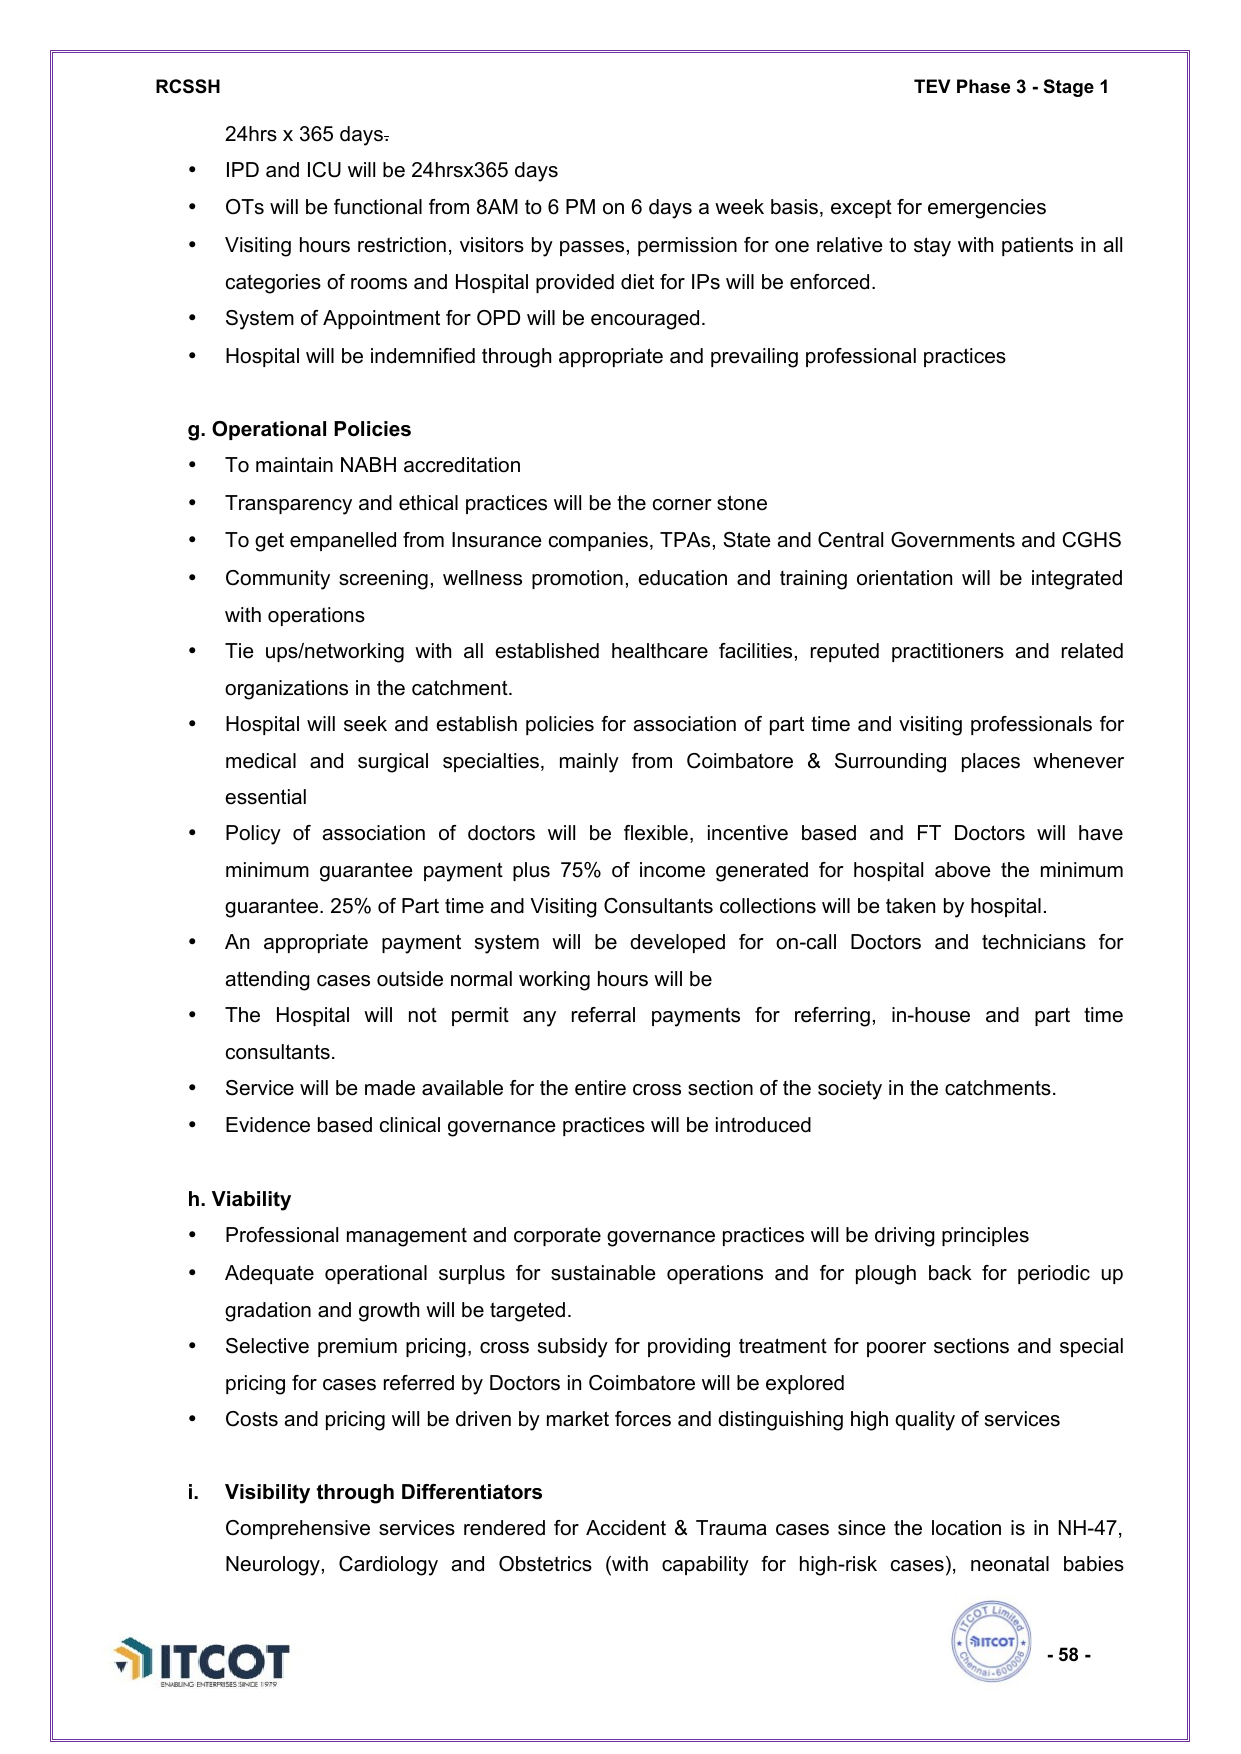 RCSSH TEV Phase 3 - Stage 1
24hrs x 365 days.
• IPD and ICU will be 24hrsx365 days
• OTs will be functional from 8AM to 6 PM on 6 days a week basis, except for emergencies
• Visiting hours restriction, visitors by passes, permission for one relative to stay with patients in all
categories of rooms and Hospital provided diet for IPs will be enforced.
• System of Appointment for OPD will be encouraged.
• Hospital will be indemnified through appropriate and prevailing professional practices
g. Operational Policies
• To maintain NABH accreditation
• Transparency and ethical practices will be the corner stone
• To get empanelled from Insurance companies, TPAs, State and Central Governments and CGHS
• Community screening, wellness promotion, education and training orientation will be integrated
with operations
• Tie ups/networking with all established healthcare facilities, reputed practitioners and related
organizations in the catchment.
• Hospital will seek and establish policies for association of part time and visiting professionals for
medical and surgical specialties, mainly from Coimbatore & Surrounding places whenever
essential
• Policy of association of doctors will be flexible, incentive based and FT Doctors will have
minimum guarantee payment plus 75% of income generated for hospital above the minimum
guarantee. 25% of Part time and Visiting Consultants collections will be taken by hospital.
• An appropriate payment system will be developed for on-call Doctors and technicians for
attending cases outside normal working hours will be
• The Hospital will not permit any referral payments for referring, in-house and part time
consultants.
• Service will be made available for the entire cross section of the society in the catchments.
• Evidence based clinical governance practices will be introduced
h. Viability
• Professional management and corporate governance practices will be driving principles
• Adequate operational surplus for sustainable operations and for plough back for periodic up
gradation and growth will be targeted.
• Selective premium pricing, cross subsidy for providing treatment for poorer sections and special
pricing for cases referred by Doctors in Coimbatore will be explored
• Costs and pricing will be driven by market forces and distinguishing high quality of services
i. Visibility through Differentiators
Comprehensive services rendered for Accident & Trauma cases since the location is in NH-47,
Neurology, Cardiology and Obstetrics (with capability for high-risk cases), neonatal babies
ITCOT
ENABLING ENTERPRISES SINCE 1979
ITCOT Limited
ITCOT
Chennai-600006
- 58 -